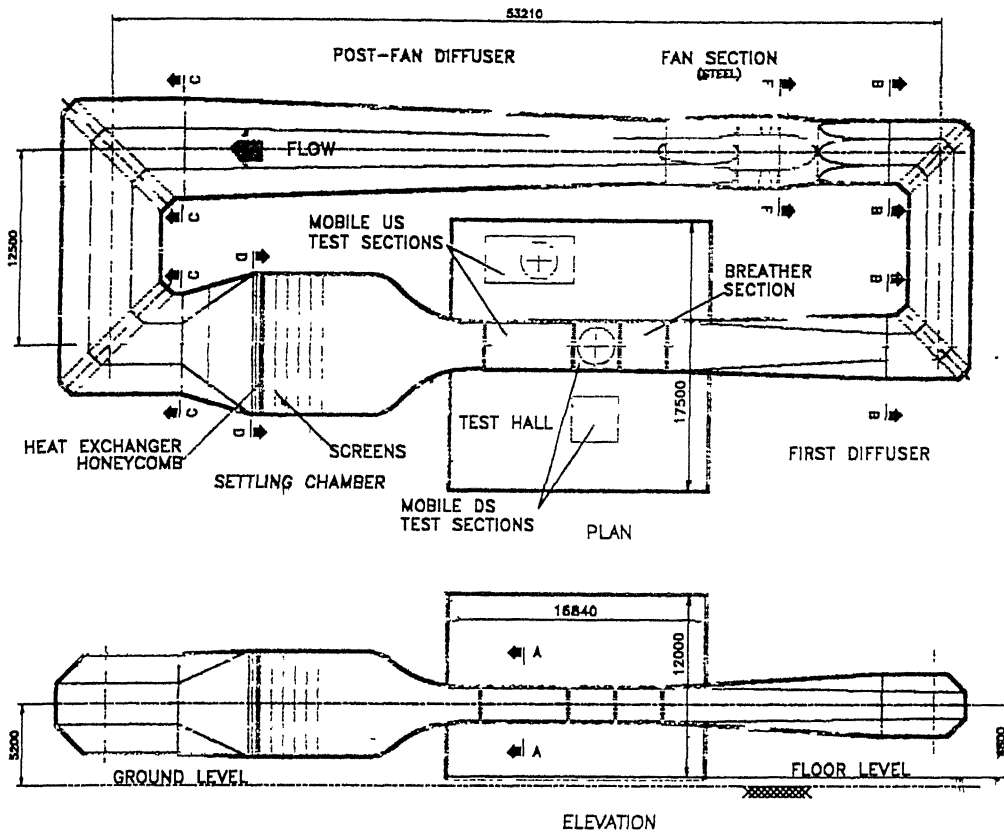 53210
POST-FAN DIFFUSER
FAN SECTION
(STEEL)
C
F
B
FLOW
12500
C
F
B
MOBILE US
TEST SECTIONS
D
C
B
BREATHER
SECTION
17500
C
B
HEAT EXCHANGER
HONEYCOMB
D
SCREENS
TEST HALL
FIRST DIFFUSER
SETTLING CHAMBER
MOBILE DS
TEST SECTIONS
PLAN
16840
A
12000
5200
A
GROUND LEVEL
FLOOR LEVEL
ELEVATION